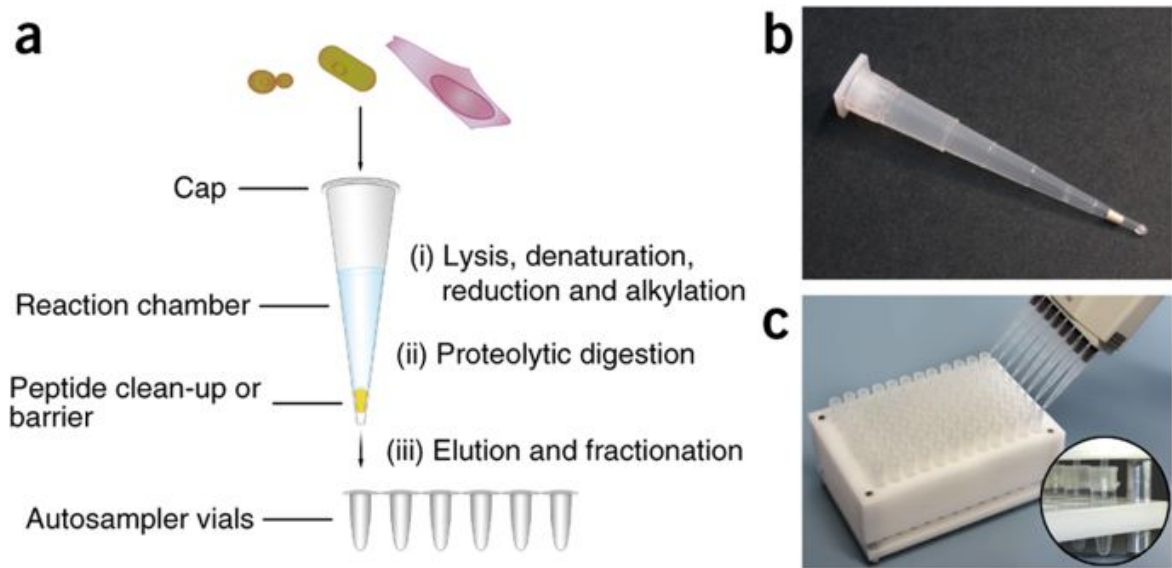 a
Cap
(i) Lysis, denaturation,
reduction and alkylation
Reaction chamber
(ii) Proteolytic digestion
Peptide clean-up or
barrier
(iii) Elution and fractionation
Autosampler vials
b
c